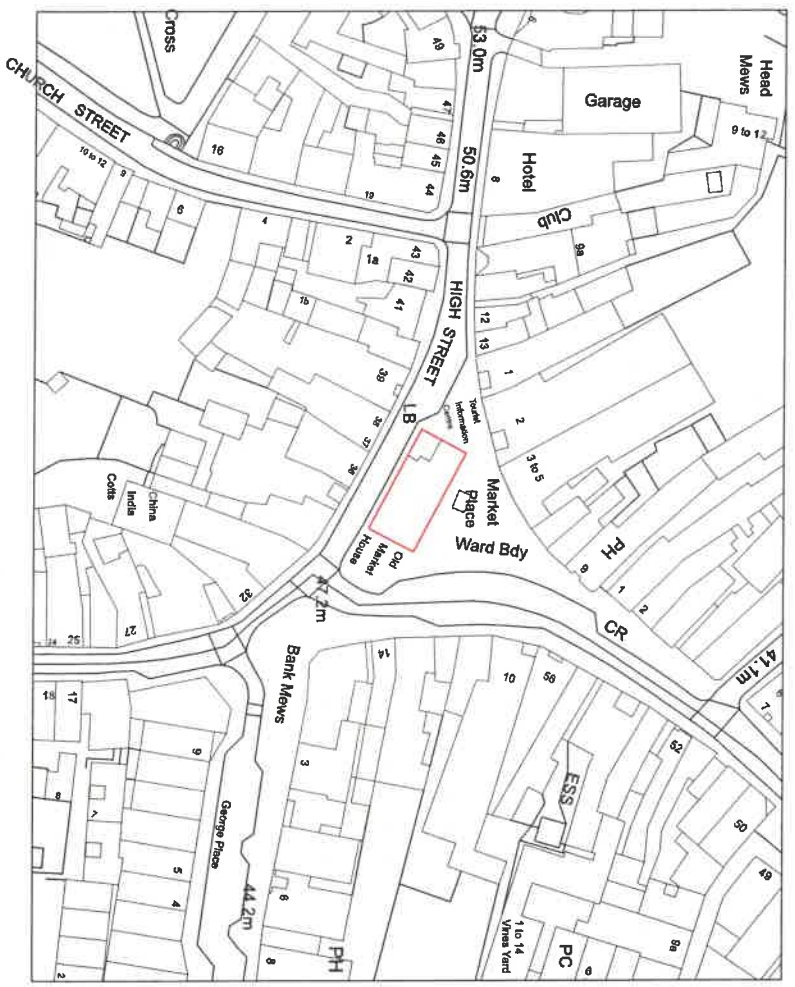 Cross
CHURCH STREET
53.0m
6
49
47
46
45
44
50.6m
16
19
10 to 12
9
6
4
2
1a
43
42
41
1b
39
38
37
36
HIGH STREET
LB
Hotel
8
Club
9a
Garage
Head
Mews
9 to 12
12
13
1
2
3 to 5
Tourist
Information
Centre
Market
Place
Ward Bdy
Old
Market
House
PH
9
1
2
CR
41.1m
7
China
India
Cotts
32
27
25
24
47.2m
Bank Mews
14
10
56
52
50
49
ESS
3
18
17
9
8
7
George Place
5
4
2
44.2m
6
8
PH
1 to 14
Vines Yard
PC
6
9a